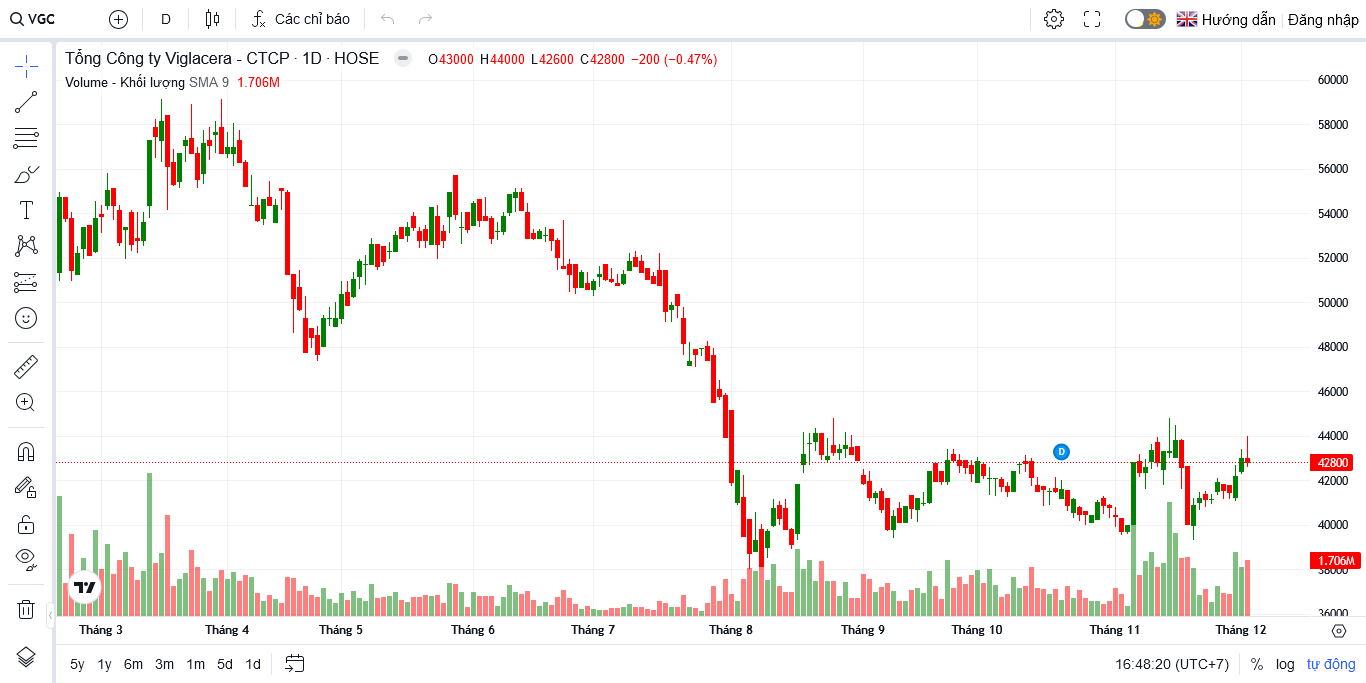 VGC D Các chỉ báo Hướng dẫn Đăng nhập
Tổng Công ty Viglacera - CTCP · 1D · HOSE O43000 H44000 L42600 C42800 −200 (−0.47%)
Volume - Khối lượng SMA 9 1.706M
60000
58000
56000
54000
52000
50000
48000
46000
44000
D
42800
42000
40000
1.706M
38000
36000
Tháng 3 Tháng 4 Tháng 5 Tháng 6 Tháng 7 Tháng 8 Tháng 9 Tháng 10 Tháng 11 Tháng 12
5y 1y 6m 3m 1m 5d 1d 16:48:20 (UTC+7) % log tự động